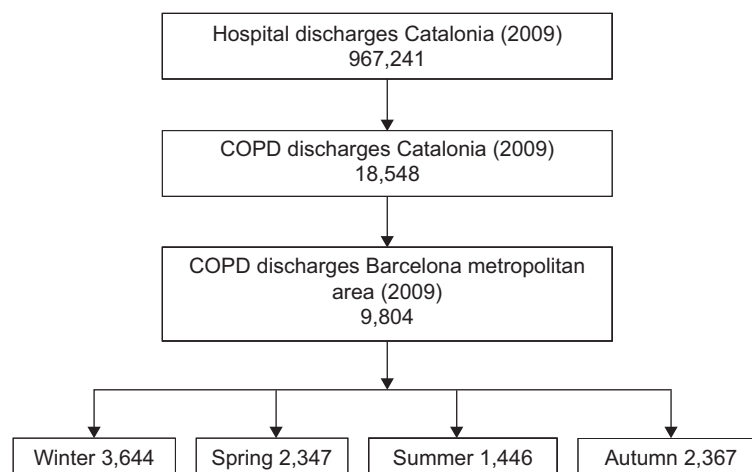 Hospital discharges Catalonia (2009)
967,241
COPD discharges Catalonia (2009)
18,548
COPD discharges Barcelona metropolitan
area (2009)
9,804
Winter 3,644
Spring 2,347
Summer 1,446
Autumn 2,367